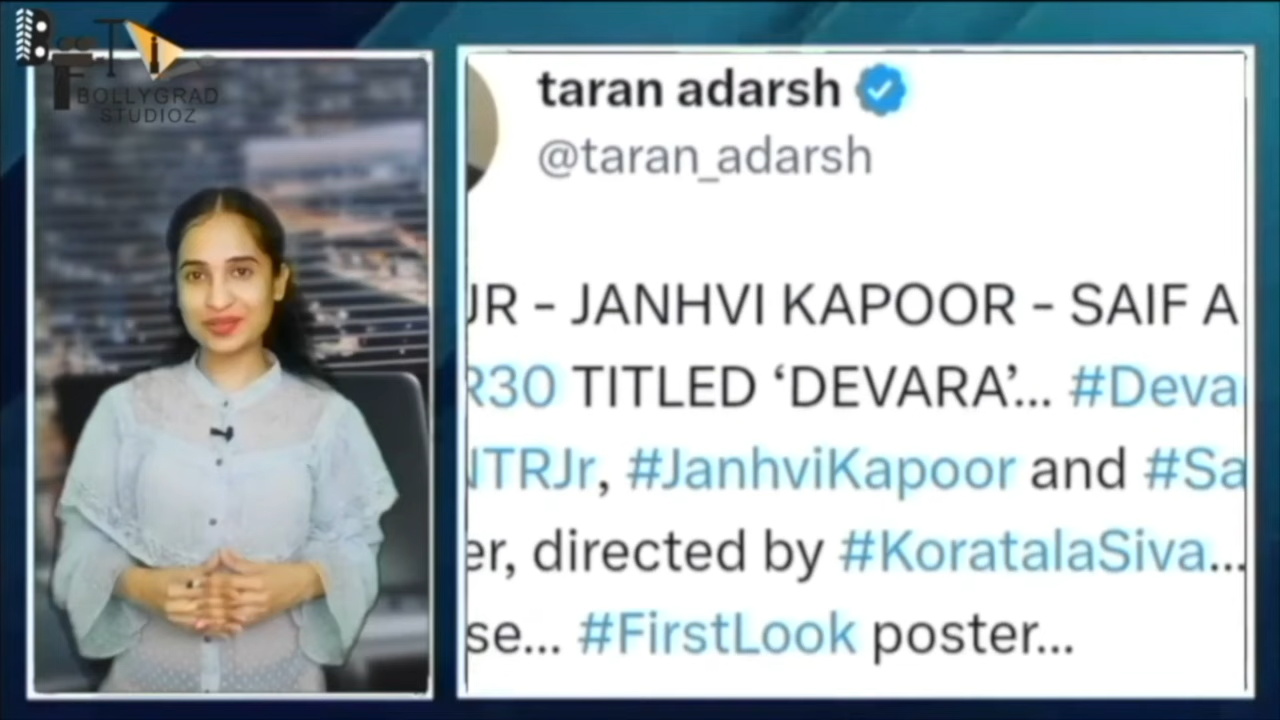 BOLLYGRAD
STUDIOZ
taran adarsh
@taran_adarsh
JR - JANHVI KAPOOR - SAIF A
R30 TITLED ‘DEVARA’... #Deva
NTRJr, #JanhviKapoor and #Sa
er, directed by #KoratalaSiva...
se... #FirstLook poster...